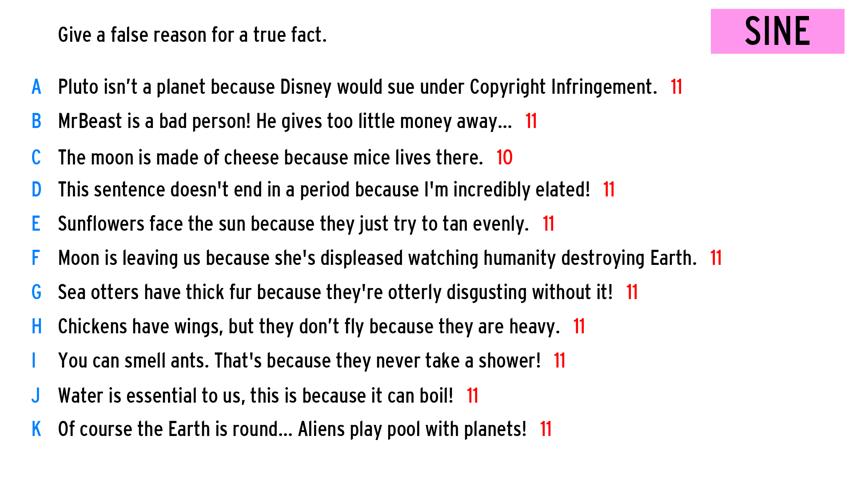 Give a false reason for a true fact.
SINE
A Pluto isn't a planet because Disney would sue under Copyright Infringement. 11
B MrBeast is a bad person! He gives too little money away... 11
C The moon is made of cheese because mice lives there. 10
D This sentence doesn't end in a period because I'm incredibly elated! 11
E Sunflowers face the sun because they just try to tan evenly. 11
F Moon is leaving us because she's displeased watching humanity destroying Earth. 11
G Sea otters have thick fur because they're otterly disgusting without it! 11
H Chickens have wings, but they don't fly because they are heavy. 11
I You can smell ants. That's because they never take a shower! 11
J Water is essential to us, this is because it can boil! 11
K Of course the Earth is round... Aliens play pool with planets! 11